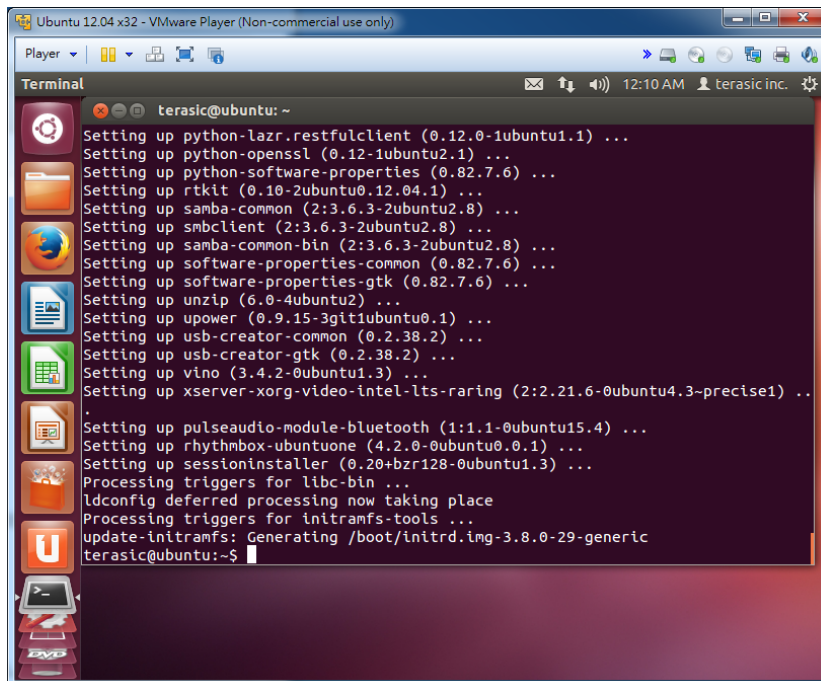 Ubuntu 12.04 x32 - VMware Player (Non-commercial use only)
Player
Terminal
12:10 AM terasic inc.
terasic@ubuntu: ~
Setting up python-lazr.restfulclient (0.12.0-1ubuntu1.1) ...
Setting up python-openssl (0.12-1ubuntu2.1) ...
Setting up python-software-properties (0.82.7.6) ...
Setting up rtkit (0.10-2ubuntu0.12.04.1) ...
Setting up samba-common (2:3.6.3-2ubuntu2.8) ...
Setting up smbclient (2:3.6.3-2ubuntu2.8) ...
Setting up samba-common-bin (2:3.6.3-2ubuntu2.8) ...
Setting up software-properties-common (0.82.7.6) ...
Setting up software-properties-gtk (0.82.7.6) ...
Setting up unzip (6.0-4ubuntu2) ...
Setting up upower (0.9.15-3git1ubuntu0.1) ...
Setting up usb-creator-common (0.2.38.2) ...
Setting up usb-creator-gtk (0.2.38.2) ...
Setting up vino (3.4.2-0ubuntu1.3) ...
Setting up xserver-xorg-video-intel-lts-raring (2:2.21.6-0ubuntu4.3~precise1) ..
.
Setting up pulseaudio-module-bluetooth (1:1.1-0ubuntu15.4) ...
Setting up rhythmbox-ubuntuone (4.2.0-0ubuntu0.0.1) ...
Setting up sessioninstaller (0.20+bzr128-0ubuntu1.3) ...
Processing triggers for libc-bin ...
ldconfig deferred processing now taking place
Processing triggers for initramfs-tools ...
update-initramfs: Generating /boot/initrd.img-3.8.0-29-generic
terasic@ubuntu:~$
DVD